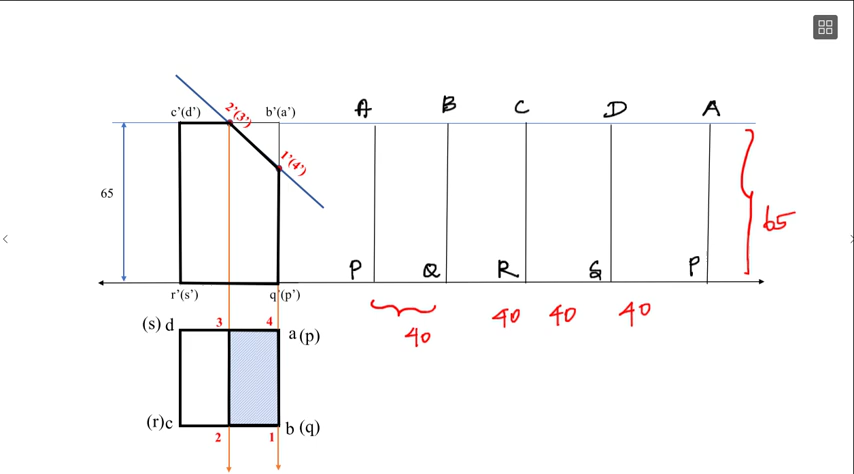 c'(d') 2'(3') b'(a') A B C D A
1'(4')
65
65
P Q R S P
r'(s') q'(p')
40 40 40 40
(s) d 3 4 a (p)
(r)c 2 1 b (q)